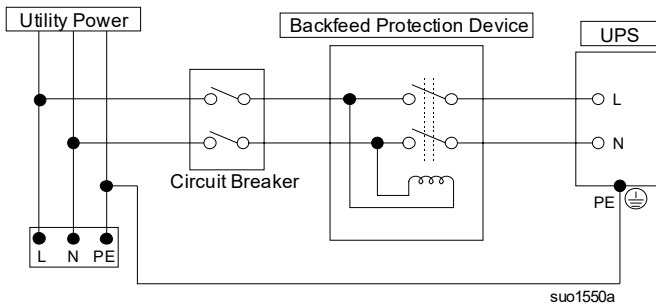 Utility Power
Backfeed Protection Device
UPS
L
N
Circuit Breaker
PE
L N PE
suo1550a